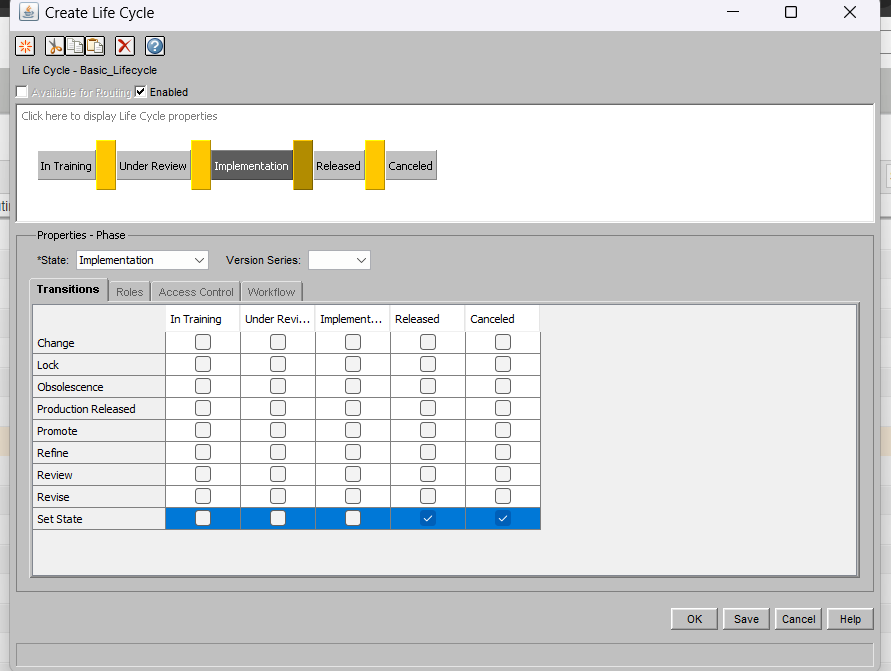 Create Life Cycle
Life Cycle - Basic_Lifecycle
Available for Routing Enabled
Click here to display Life Cycle properties
In Training Under Review Implementation Released Canceled
Properties - Phase
*State: Implementation Version Series:
Transitions Roles Access Control Workflow
In Training Under Revi... Implement... Released Canceled
Change
Lock
Obsolescence
Production Released
Promote
Refine
Review
Revise
Set State
OK Save Cancel Help